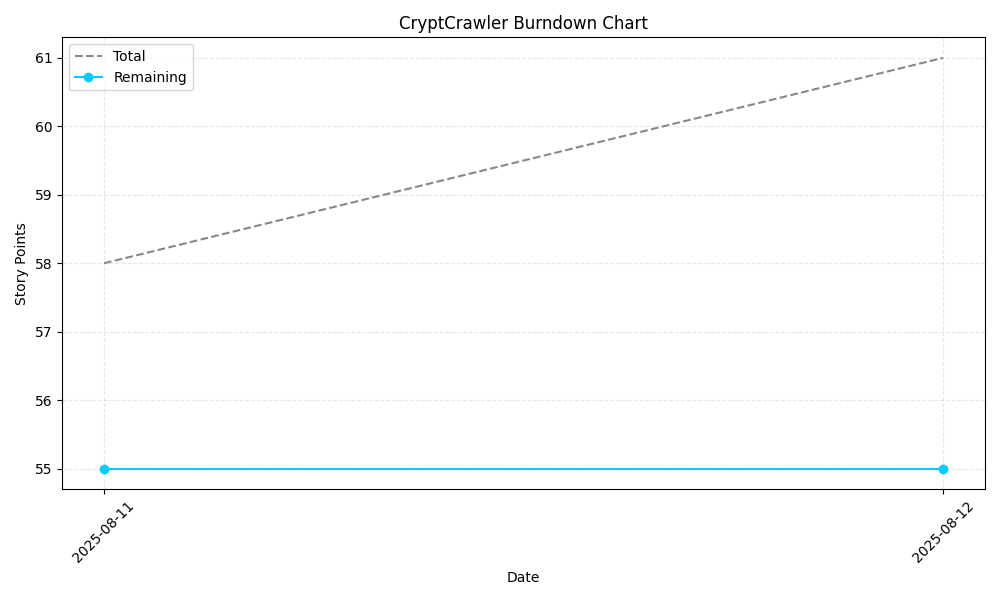 CryptCrawler Burndown Chart
Total
Remaining
61
60
59
58
57
56
55
Story Points
2025-08-11
2025-08-12
Date